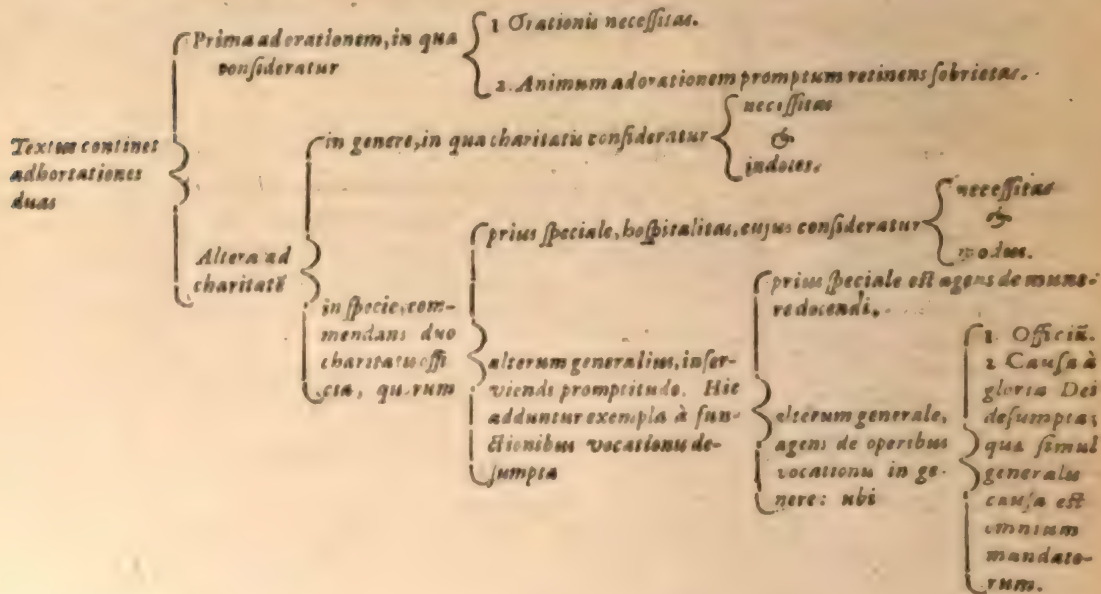 Textus continet
adhortationes
duas
Prima ad orationem, in qua
consideratur
1 Orationis necessitas.
2. Animum ad orationem promptum retinens sobrietas.
Altera ad
charitatē
in genere, in qua charitatis consideratur
necessitas
&
indoles.
in specie, com-
mendans duo
charitatis offi
cia, quorum
prius speciale, hospitalitas, cujus consideratur
necessitas
&
modus.
alterum generalius, inser-
viendi promptitudo. Hic
adduntur exempla à fun-
ctionibus vocationis de-
sumpta
prius speciale est agens de mune-
re docendi,
alterum generale,
agens de operibus
vocationis in ge-
nere: ubi
1. Officiū.
2 Causa à
gloria Dei
desumpta;
qua simul
generalis
causa est
omnium
mandato-
rum.